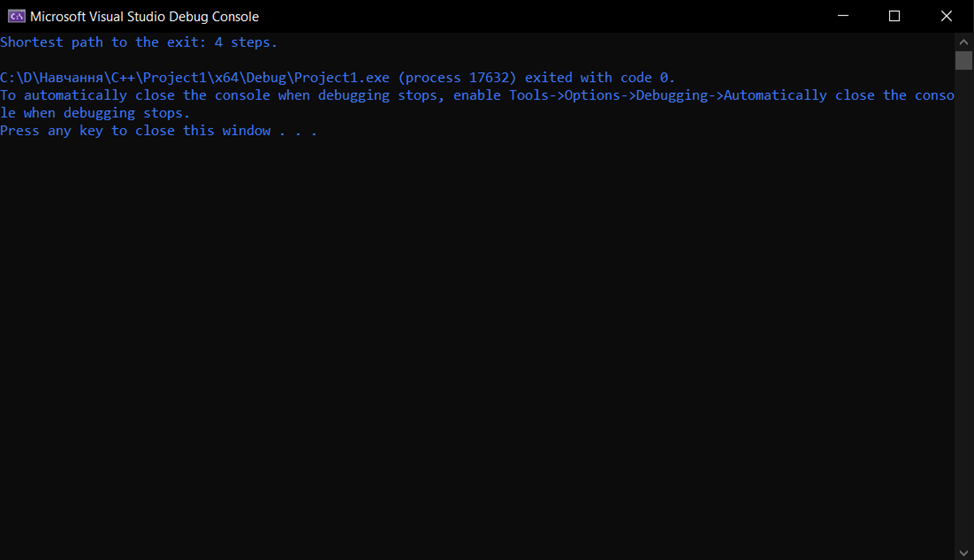 Microsoft Visual Studio Debug Console
Shortest path to the exit: 4 steps.
C:\D\Навчання\C++\Project1\x64\Debug\Project1.exe (process 17632) exited with code 0.
To automatically close the console when debugging stops, enable Tools->Options->Debugging->Automatically close the conso
le when debugging stops.
Press any key to close this window . . .